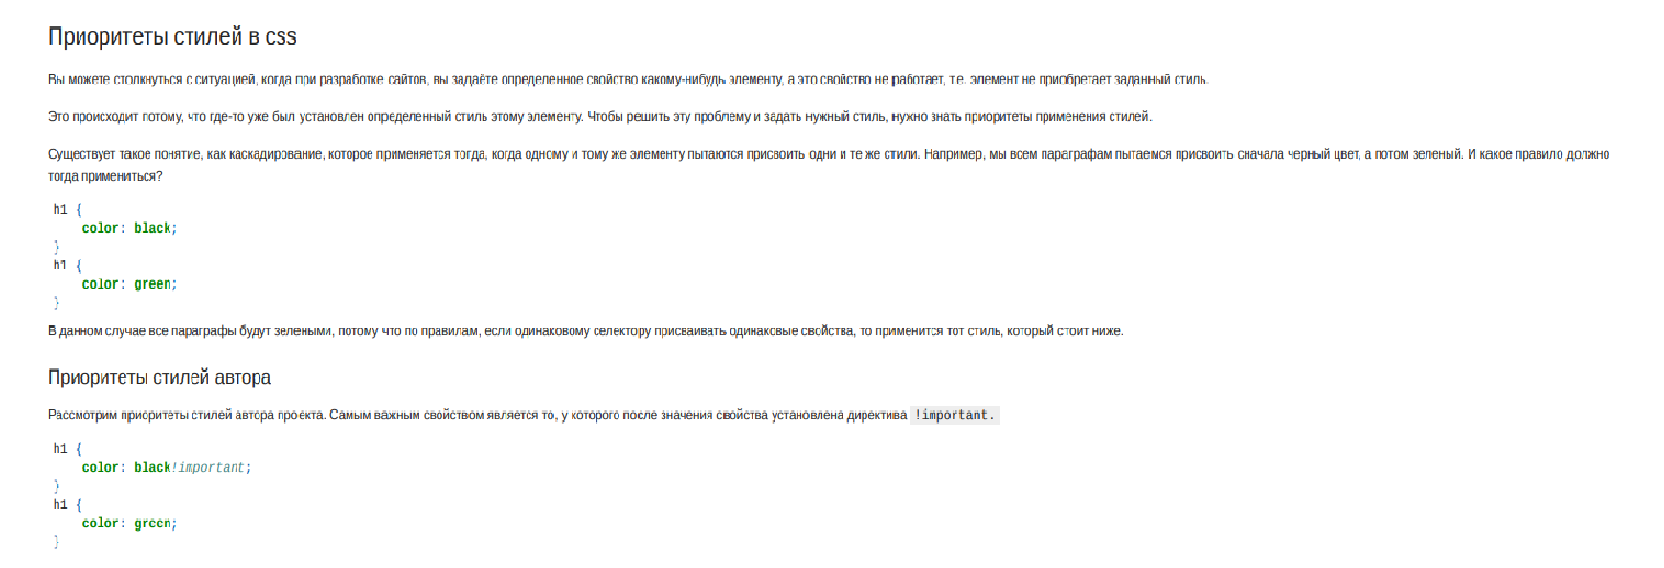 Приоритеты стилей в css
Вы можете столкнуться с ситуацией, когда при разработке сайтов, вы задаёте определенное свойство какому-нибудь элементу, а это свойство не работает, т.е. элемент не приобретает заданный стиль.
Это происходит потому, что где-то уже был установлен определенный стиль этому элементу. Чтобы решить эту проблему и задать нужный стиль, нужно знать приоритеты применения стилей.
Существует такое понятие, как каскадирование, которое применяется тогда, когда одному и тому же элементу пытаются присвоить одни и те же стили. Например, мы всем параграфам пытаемся присвоить сначала черный цвет, а потом зеленый. И какое правило должно
тогда примениться?
h1 {
    color: black;
}
h1 {
    color: green;
}
В данном случае все параграфы будут зелеными, потому что по правилам, если одинаковому селектору присваивать одинаковые свойства, то применится тот стиль, который стоит ниже.
Приоритеты стилей автора
Рассмотрим приоритеты стилей автора проекта. Самым важным свойством является то, у которого после значения свойства установлена директива !important.
h1 {
    color: black!important;
}
h1 {
    color: green;
}